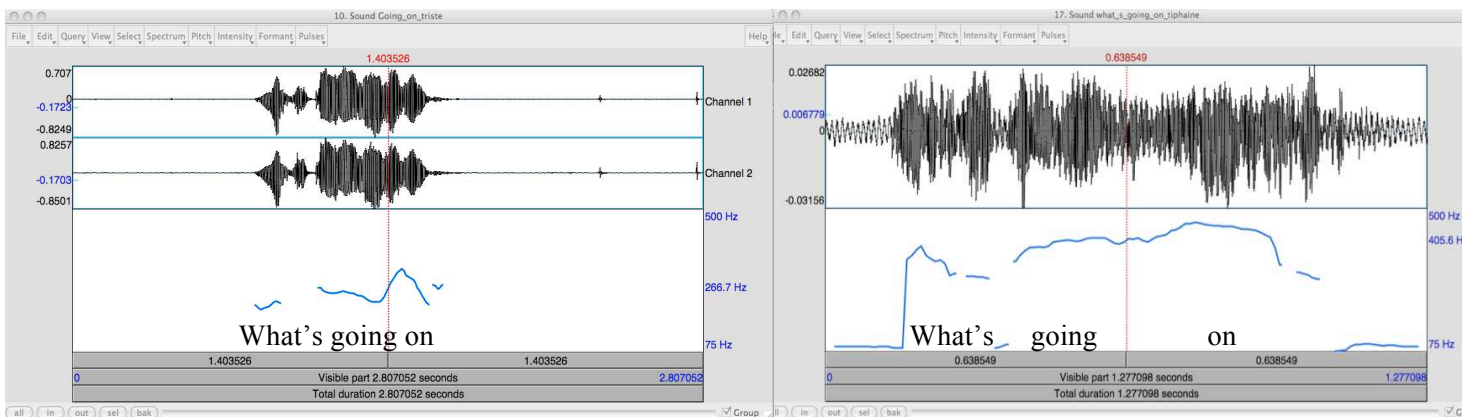 10. Sound Going_on_triste
File Edit Query View Select Spectrum Pitch Intensity Formant Pulses Help
1.403526
0.707
0
-0.1723
-0.8249
Channel 1
0.8257
-0.1703
-0.8501
Channel 2
500 Hz
266.7 Hz
75 Hz
What's going on
1.403526 1.403526
0 Visible part 2.807052 seconds 2.807052
Total duration 2.807052 seconds
all in out sel bak Group
17. Sound what_s_going_on_tiphaine
Edit Query View Select Spectrum Pitch Intensity Formant Pulses
0.638549
0.02682
0.006779
0
-0.03156
500 Hz
405.6 H
75 Hz
What's going on
0.638549 0.638549
0 Visible part 1.277098 seconds 1.277098
Total duration 1.277098 seconds
in out sel bak